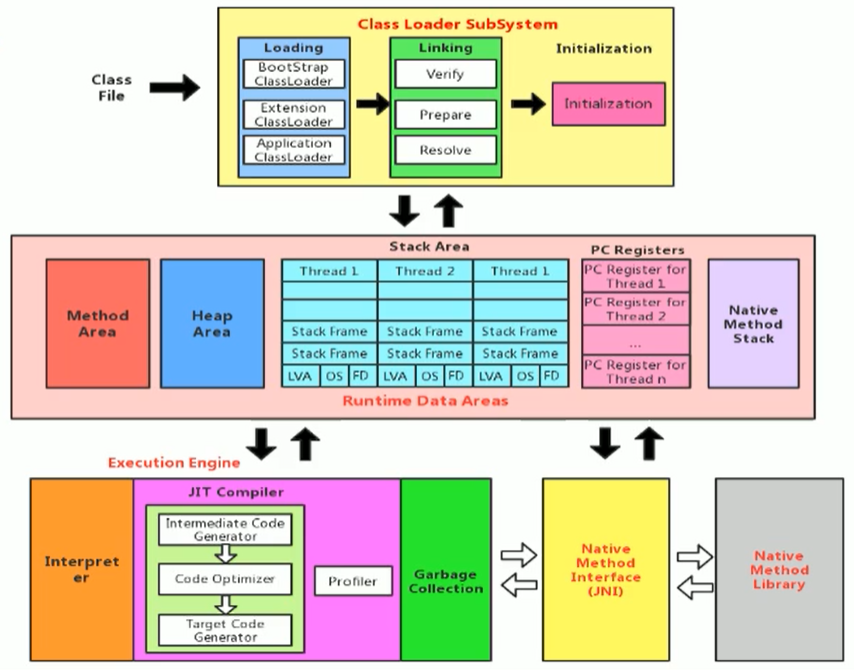 Class Loader SubSystem
Class
File
Loading
BootStrap
ClassLoader
Extension
ClassLoader
Application
ClassLoader
Linking
Verify
Prepare
Resolve
Initialization
Initialization
Method
Area
Heap
Area
Stack Area
Thread 1
Thread 2
Thread 1
Stack Frame
Stack Frame
Stack Frame
Stack Frame
Stack Frame
Stack Frame
LVA
OS
FD
LVA
OS
FD
LVA
OS
FD
PC Registers
PC Register for
Thread 1
PC Register for
Thread 2
...
PC Register for
Thread n
Native
Method
Stack
Runtime Data Areas
Execution Engine
Interpret
er
JIT Compiler
Intermediate Code
Generator
Code Optimizer
Target Code
Generator
Profiler
Garbage
Collection
Native
Method
Interface
(JNI)
Native
Method
Library